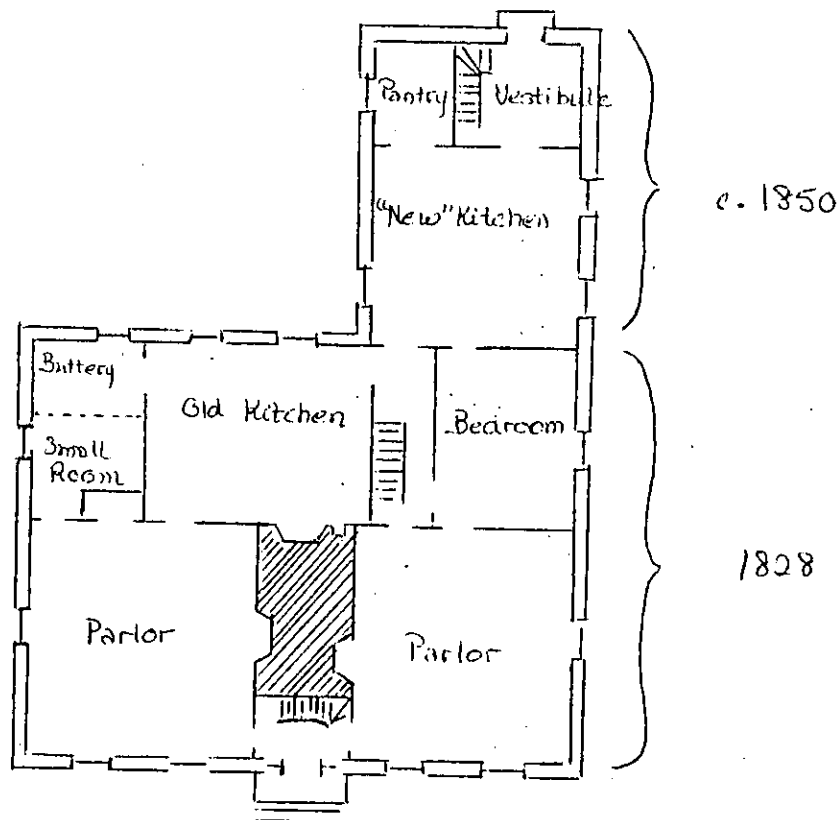 Pantry
Vestibule
"New" Kitchen
c. 1850
Buttery
Old Kitchen
Bedroom
Small
Room
1828
Parlor
Parlor